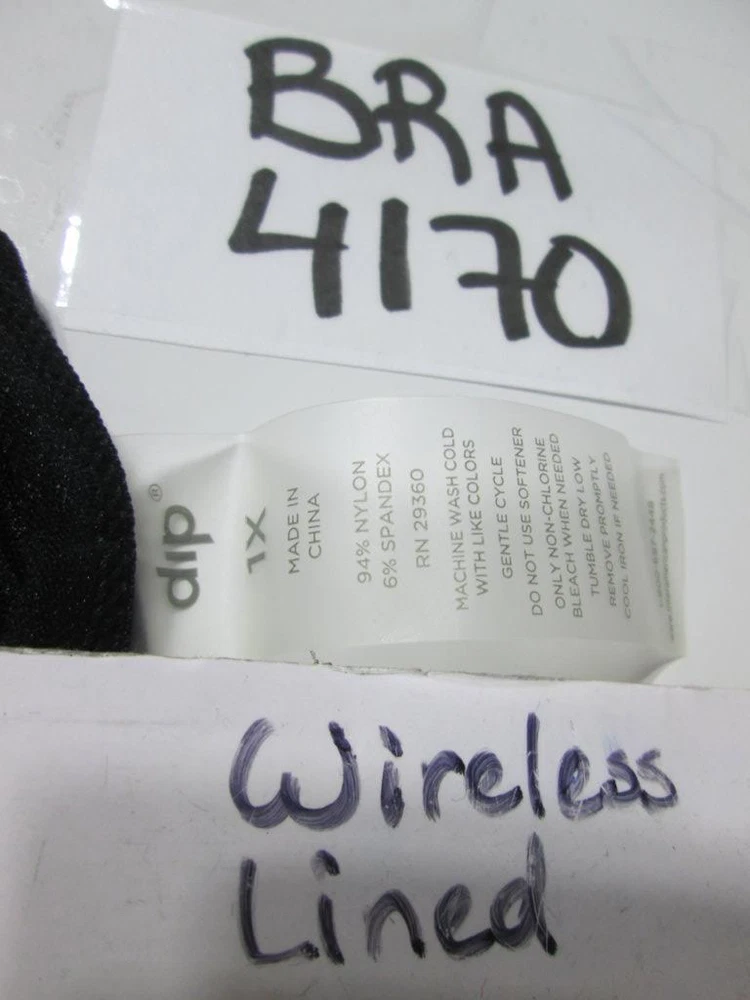 BRA
4170
dip®
1X
MADE IN
CHINA
94% NYLON
6% SPANDEX
RN 29360
MACHINE WASH COLD
WITH LIKE COLORS
GENTLE CYCLE
DO NOT USE SOFTENER
ONLY NON-CHLORINE
BLEACH WHEN NEEDED
TUMBLE DRY LOW
REMOVE PROMPTLY
COOL IRON IF NEEDED
Wireless
Lined